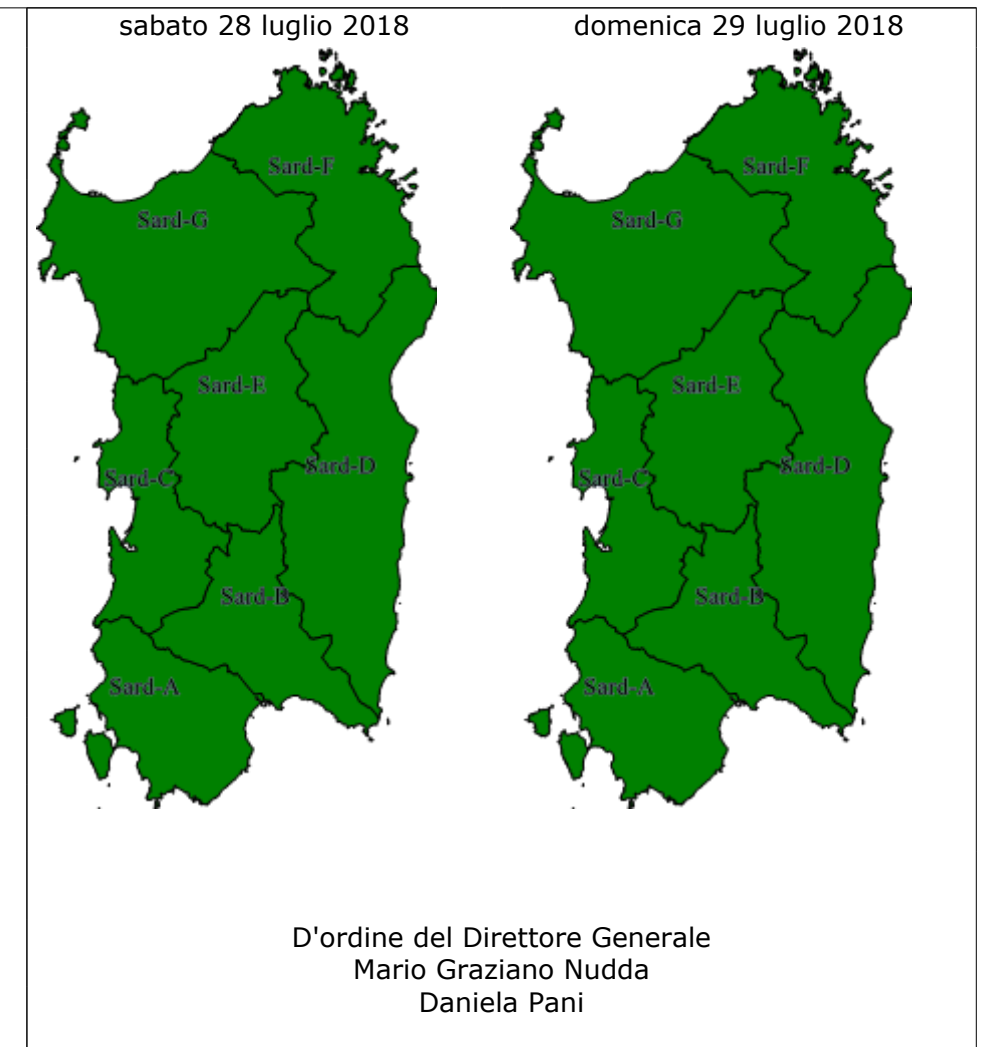 sabato 28 luglio 2018
domenica 29 luglio 2018
Sard-F
Sard-G
Sard-E
Sard-D
Sard-C
Sard-B
Sard-A
Sard-F
Sard-G
Sard-E
Sard-D
Sard-C
Sard-B
Sard-A
D'ordine del Direttore Generale
Mario Graziano Nudda
Daniela Pani